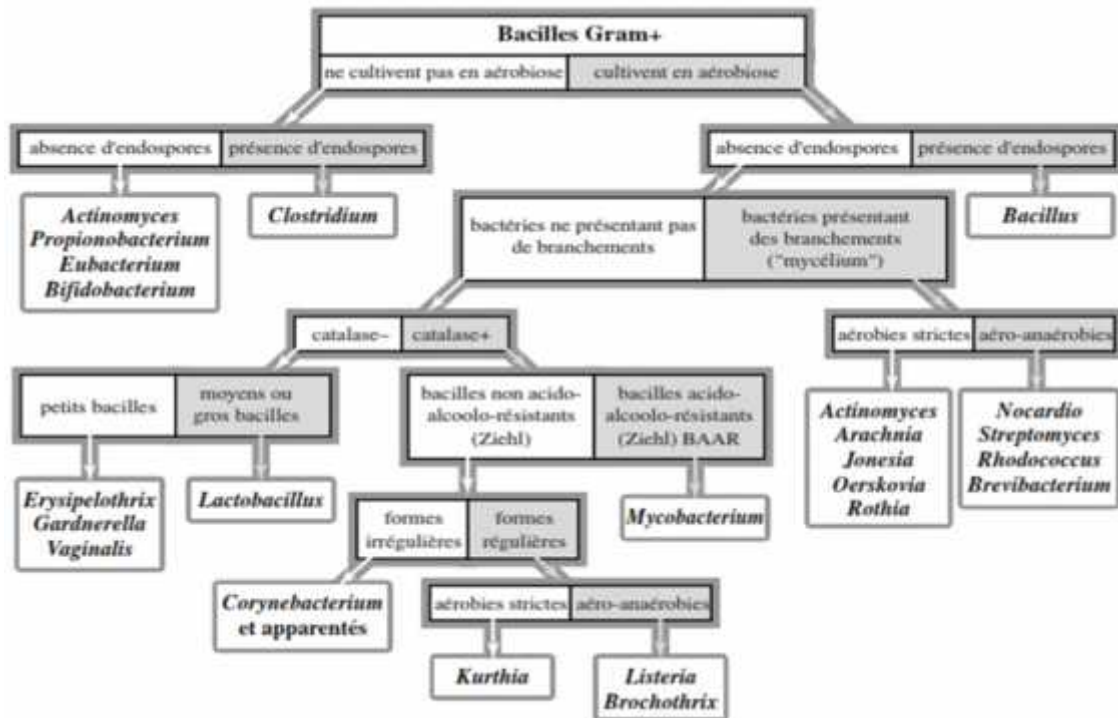 Bacilles Gram+
ne cultivent pas en aérobiose
cultivent en aérobiose
absence d'endospores
présence d'endospores
absence d'endospores
présence d'endospores
Actinomyces
Propionobacterium
Eubacterium
Bifidobacterium
Clostridium
bactéries ne présentant pas
de branchements
bactéries présentant
des branchements
("mycélium")
Bacillus
catalase–
catalase+
aérobies strictes
aéro-anaérobies
petits bacilles
moyens ou
gros bacilles
bacilles non acido-
alcoolo-résistants
(Ziehl)
bacilles acido-
alcoolo-résistants
(Ziehl) BAAR
Actinomyces
Arachnia
Jonesia
Oerskovia
Rothia
Nocardio
Streptomyces
Rhodococcus
Brevibacterium
Erysipelothrix
Gardnerella
Vaginalis
Lactobacillus
formes
irrégulières
formes
régulières
Mycobacterium
Corynebacterium
et apparentés
aérobies strictes
aéro-anaérobies
Kurthia
Listeria
Brochothrix